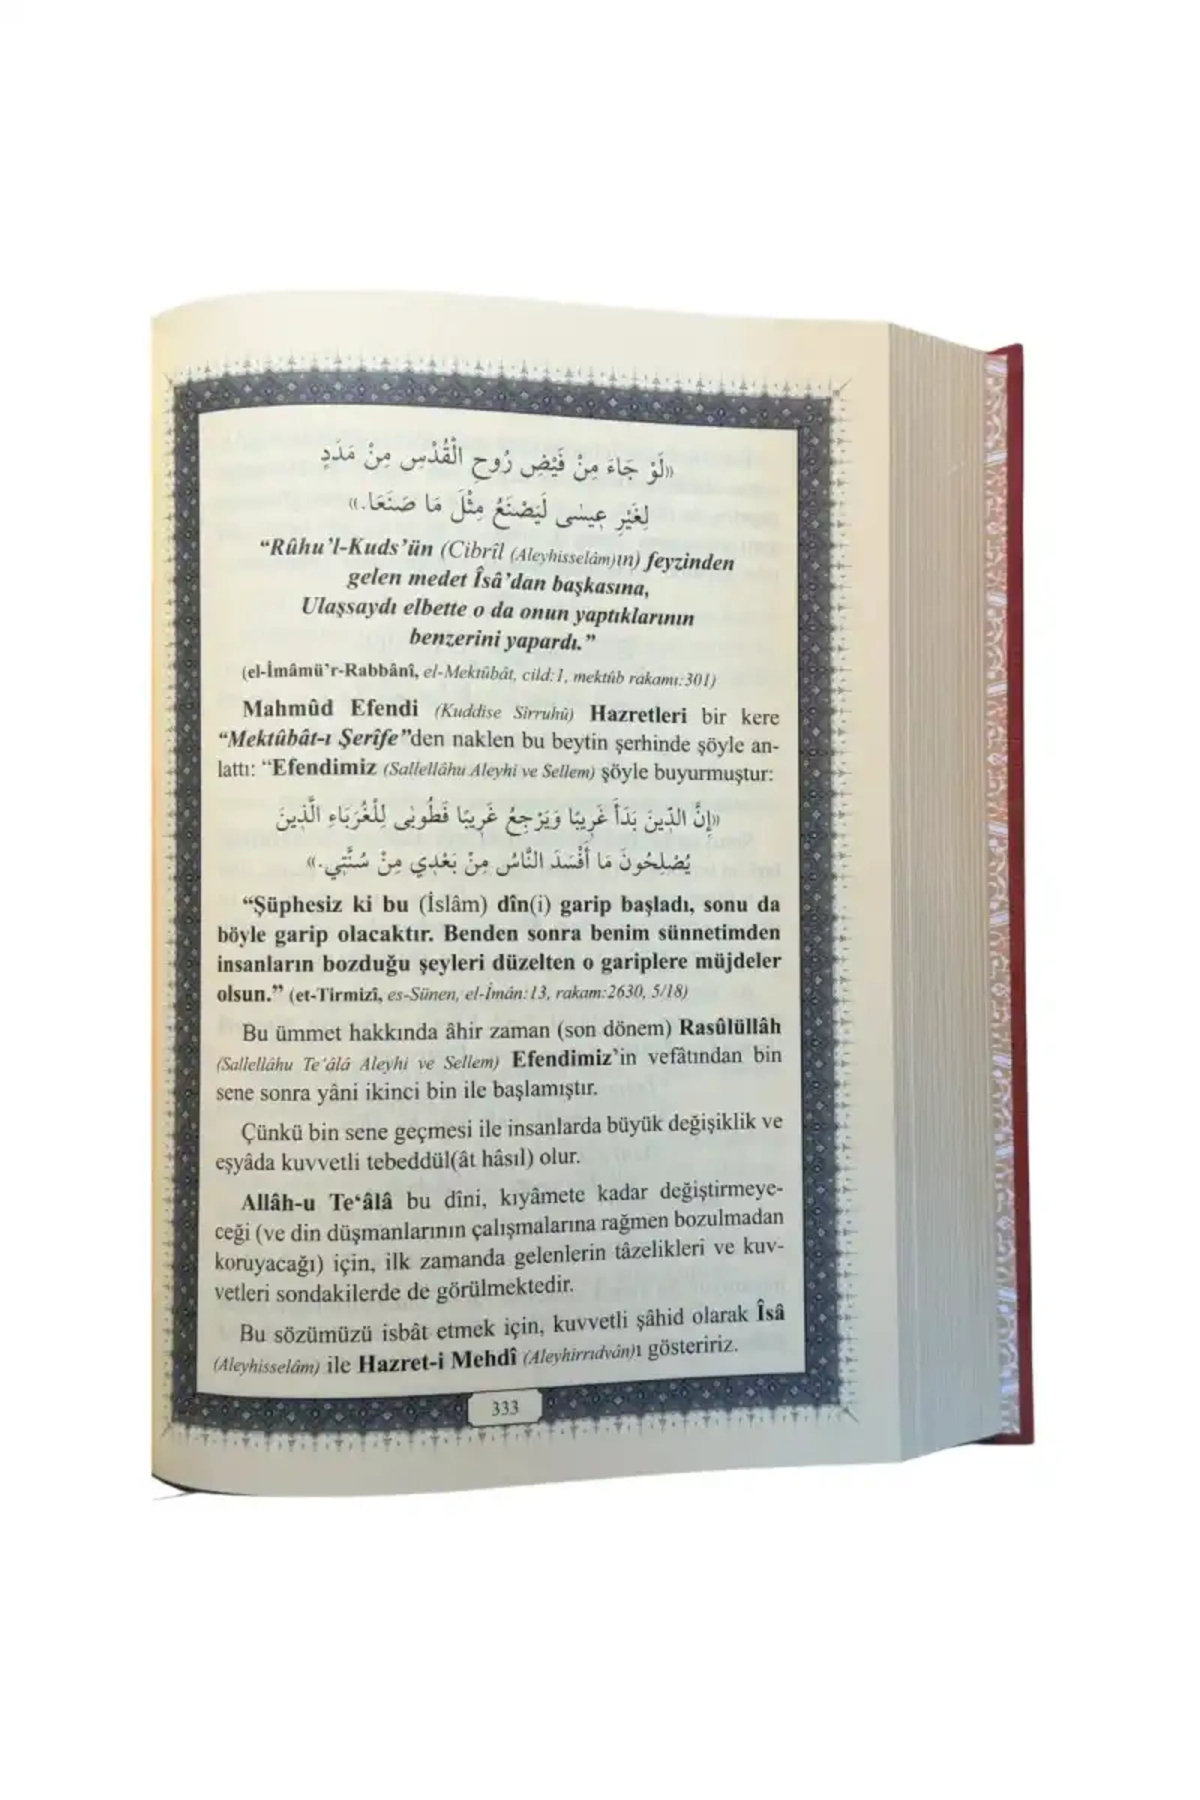 «لَوْ جَاءَ مِنْ فَيْضِ رُوحِ الْقُدْسِ مِنْ مَدَدٍ
لِغَيْرِ عِيسٰى لَيَصْنَعُ مِثْلَ مَا صَنَعَا.»
“Rûhu’l-Kuds’ün (Cibrîl (Aleyhisselâm)ın) feyzinden
gelen medet Îsâ’dan başkasına,
Ulaşsaydı elbette o da onun yaptıklarının
benzerini yapardı.”
(el-İmâmü’r-Rabbânî, el-Mektûbât, cild:1, mektûb rakamı:301)
Mahmûd Efendi (Kuddise Sirruhû) Hazretleri bir kere
“Mektûbât-ı Şerîfe”den naklen bu beytin şerhinde şöyle an-
lattı: “Efendimiz (Sallellâhu Aleyhi ve Sellem) şöyle buyurmuştur:
«إِنَّ الدِّينَ بَدَأَ غَرِيبًا وَيَرْجِعُ غَرِيبًا فَطُوبٰى لِلْغُرَبَاءِ الَّذِينَ
يُصْلِحُونَ مَا أَفْسَدَ النَّاسُ مِنْ بَعْدِي مِنْ سُنَّتِي.»
“Şüphesiz ki bu (İslâm) dîn(i) garip başladı, sonu da
böyle garip olacaktır. Benden sonra benim sünnetimden
insanların bozduğu şeyleri düzelten o gariplere müjdeler
olsun.” (et-Tirmizî, es-Sünen, el-Îmân:13, rakam:2630, 5/18)
Bu ümmet hakkında âhir zaman (son dönem) Rasûlüllâh
(Sallellâhu Te‘âlâ Aleyhi ve Sellem) Efendimiz’in vefâtından bin
sene sonra yâni ikinci bin ile başlamıştır.
Çünkü bin sene geçmesi ile insanlarda büyük değişiklik ve
eşyâda kuvvetli tebeddül(ât hâsıl) olur.
Allâh-u Te‘âlâ bu dîni, kıyâmete kadar değiştirmeye-
ceği (ve din düşmanlarının çalışmalarına rağmen bozulmadan
koruyacağı) için, ilk zamanda gelenlerin tâzelikleri ve kuv-
vetleri sondakilerde de görülmektedir.
Bu sözümüzü isbât etmek için, kuvvetli şâhid olarak Îsâ
(Aleyhisselâm) ile Hazret-i Mehdî (Aleyhirrıdvân)ı gösteririz.
333